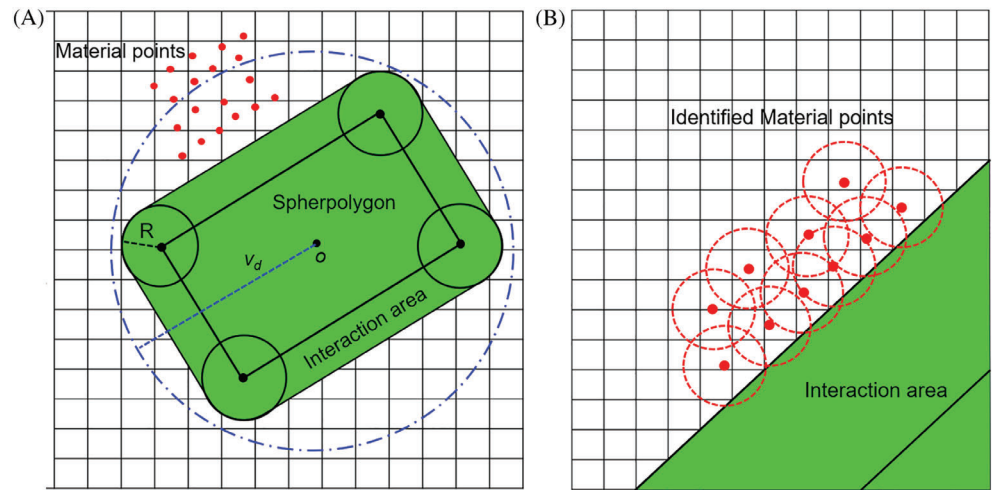 (A)
Material points
Spherpolygon
R
v_d
o
Interaction area
(B)
Identified Material points
Interaction area